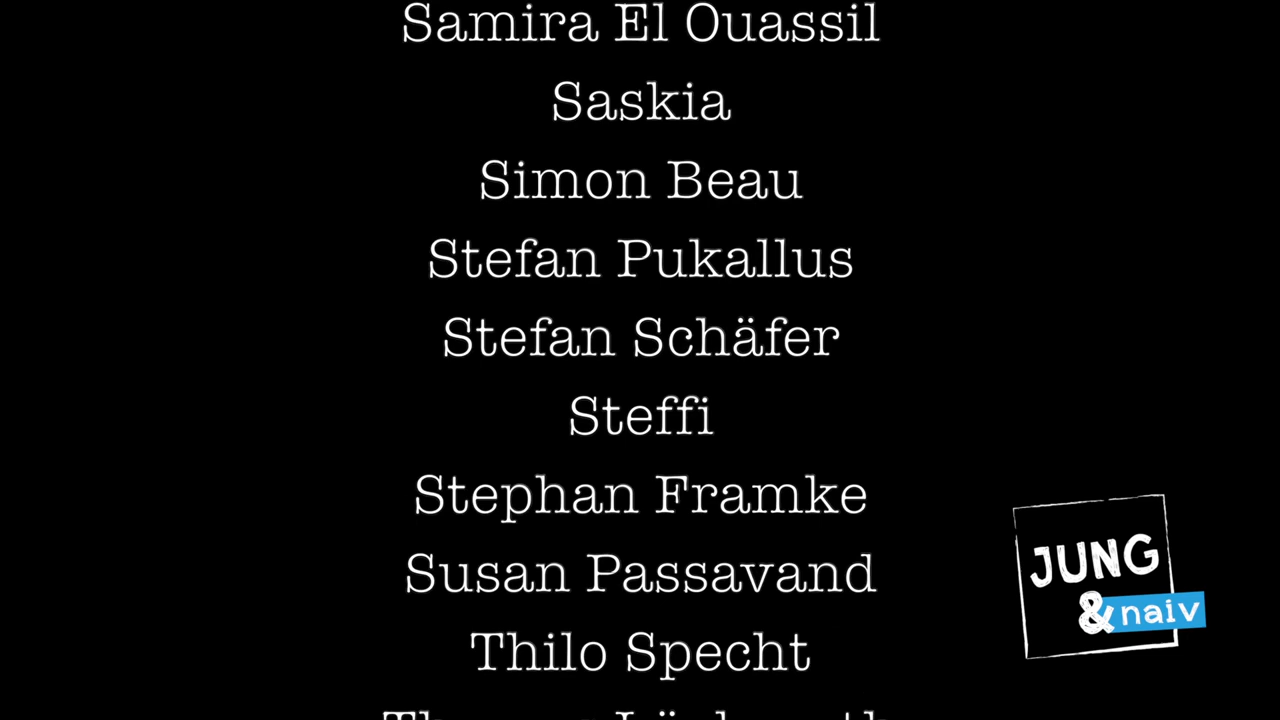 Samira El Ouassil
Saskia
Simon Beau
Stefan Pukallus
Stefan Schäfer
Steffi
Stephan Framke
Susan Passavand
Thilo Specht
JUNG
&naiv